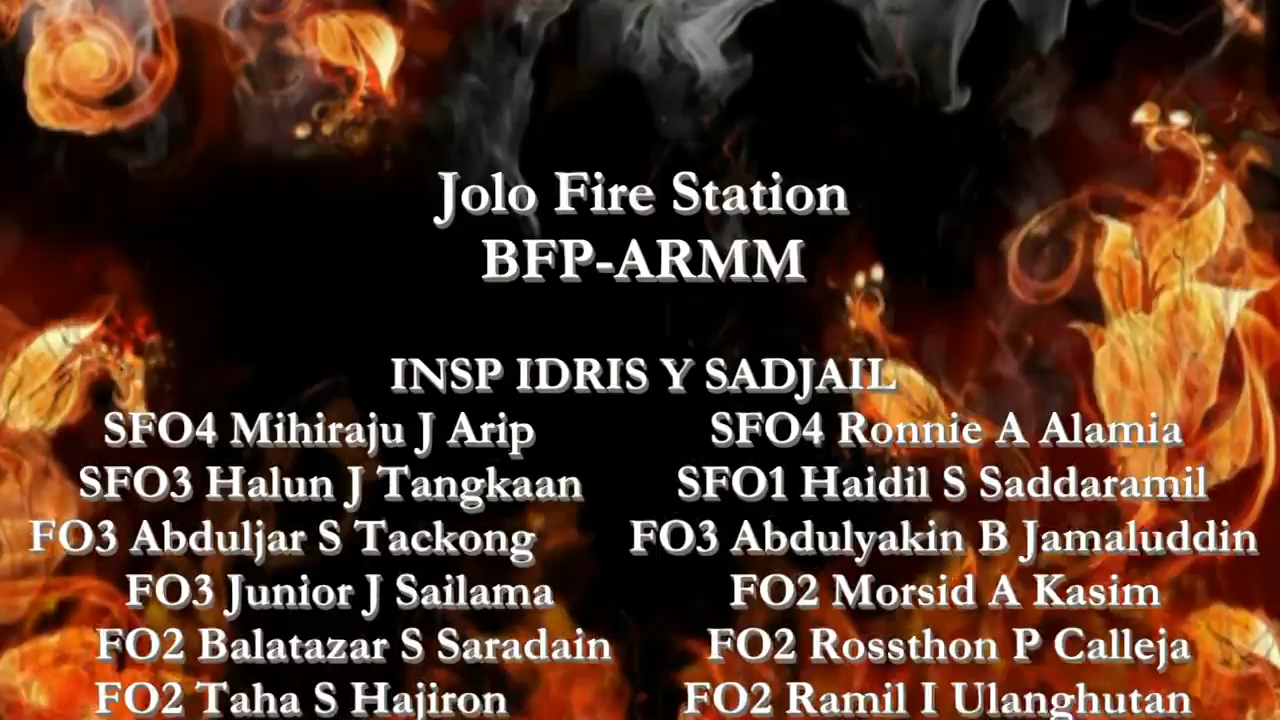 Jolo Fire Station
BFP-ARMM
INSP IDRIS Y SADJAIL
SFO4 Mihiraju J Arip SFO4 Ronnie A Alamia
SFO3 Halun J Tangkaan SFO1 Haidil S Saddaramil
FO3 Abduljar S Tackong FO3 Abdulyakin B Jamaluddin
FO3 Junior J Sailama FO2 Morsid A Kasim
FO2 Balatazar S Saradain FO2 Rossthon P Calleja
FO2 Taha S Hajiron FO2 Ramil I Ulanghutan